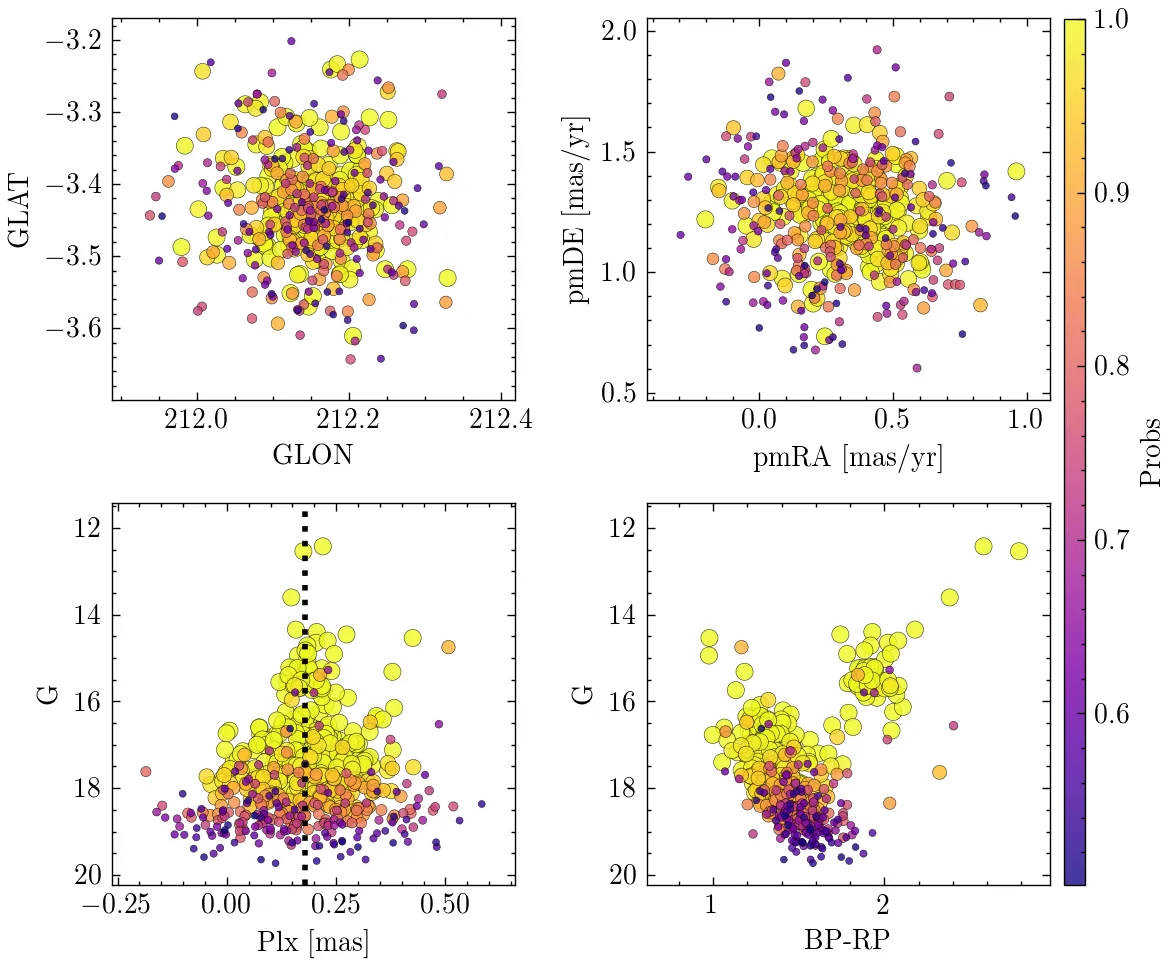 −3.2
−3.3
−3.4
−3.5
−3.6
GLAT
212.0 212.2 212.4
GLON
2.0
1.5
1.0
0.5
pmDE [mas/yr]
0.0 0.5 1.0
pmRA [mas/yr]
12
14
16
18
20
G
−0.25 0.00 0.25 0.50
Plx [mas]
12
14
16
18
20
G
1 2
BP-RP
1.0
0.9
0.8
0.7
0.6
Probs